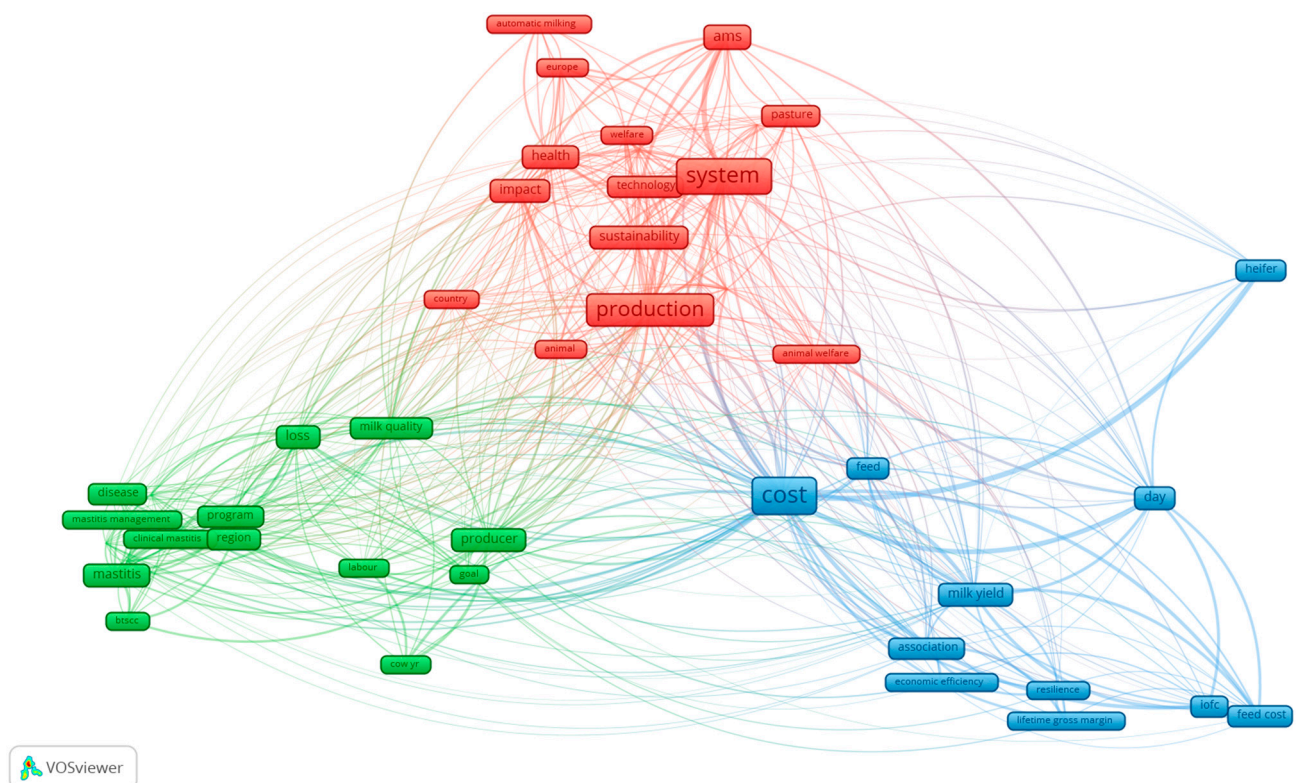 automatic milking
ams
europe
pasture
welfare
health
system
technology
impact
sustainability
heifer
country
production
animal
animal welfare
milk quality
loss
feed
disease
cost
day
program
mastitis management
clinical mastitis
region
producer
labour
goal
mastitis
milk yield
btscc
association
cow yr
economic efficiency
resilience
iofc
feed cost
lifetime gross margin
VOSviewer